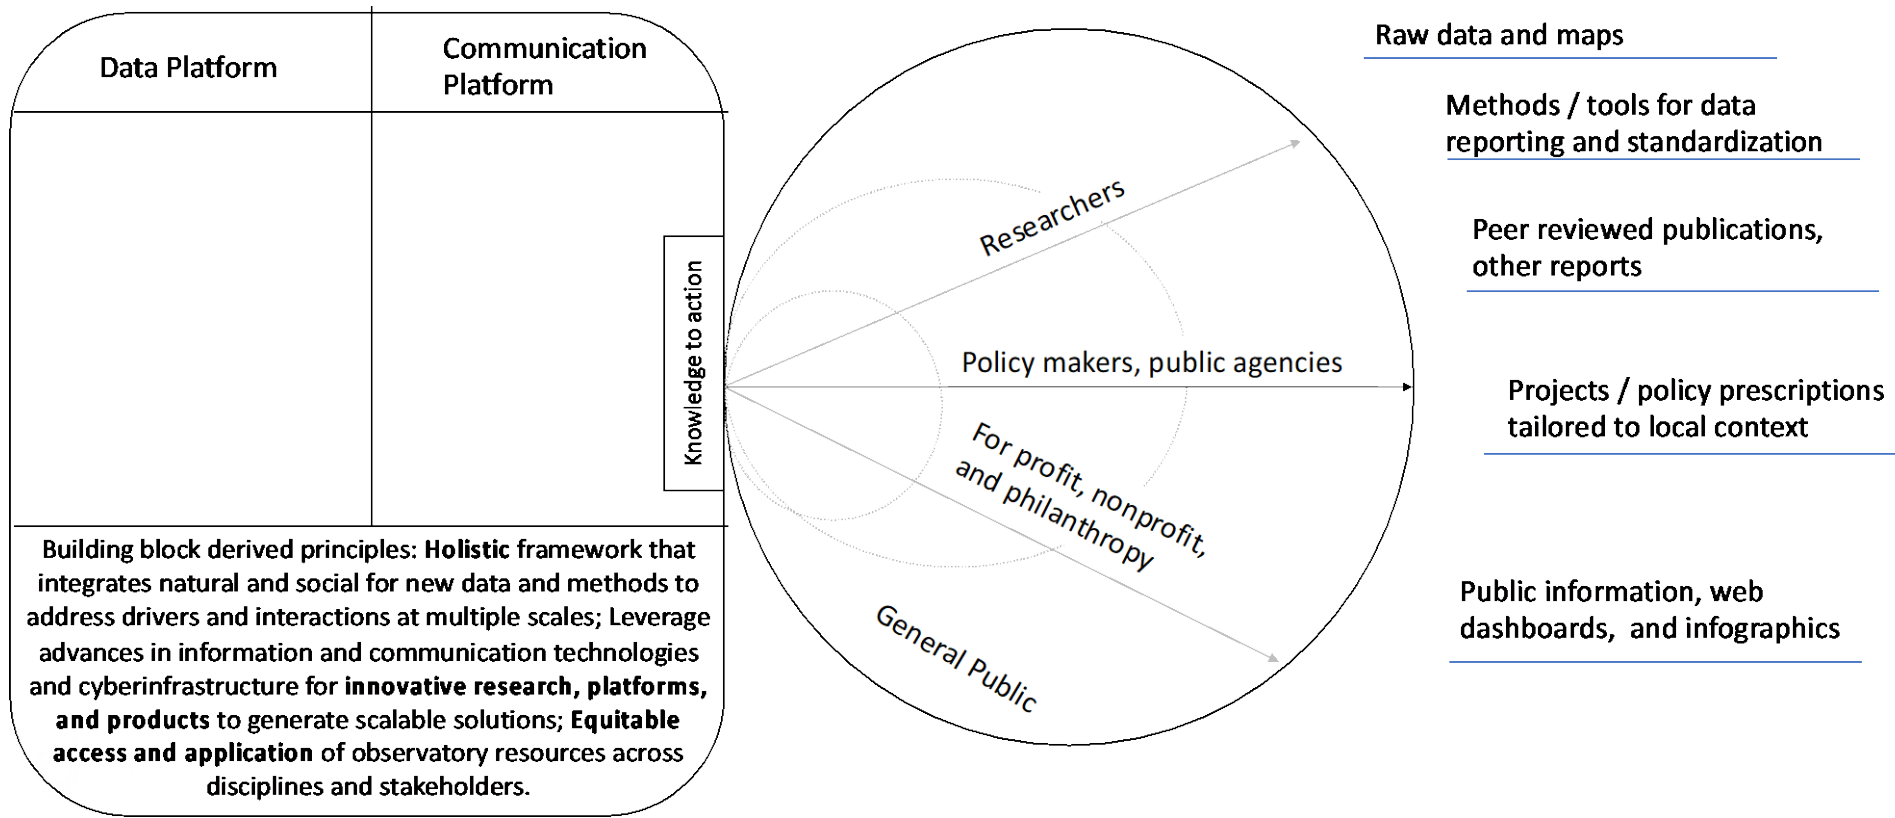 Data Platform
Communication
Platform
Knowledge to action
Building block derived principles: Holistic framework that
integrates natural and social for new data and methods to
address drivers and interactions at multiple scales; Leverage
advances in information and communication technologies
and cyberinfrastructure for innovative research, platforms,
and products to generate scalable solutions; Equitable
access and application of observatory resources across
disciplines and stakeholders.
Researchers
Policy makers, public agencies
For profit, nonprofit,
and philanthropy
General Public
Raw data and maps
Methods / tools for data
reporting and standardization
Peer reviewed publications,
other reports
Projects / policy prescriptions
tailored to local context
Public information, web
dashboards,  and infographics